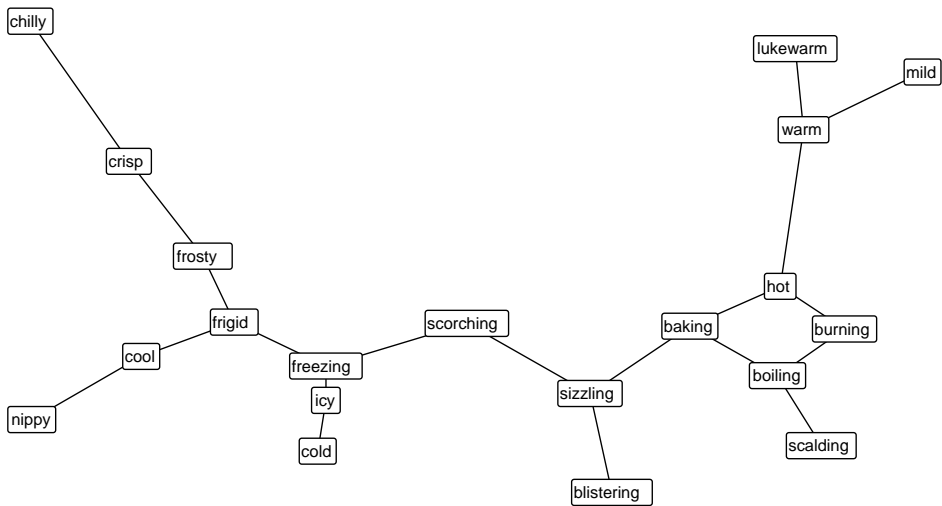 chilly
lukewarm
mild
warm
crisp
frosty
hot
frigid
scorching
baking
burning
cool
freezing
boiling
sizzling
icy
nippy
scalding
cold
blistering